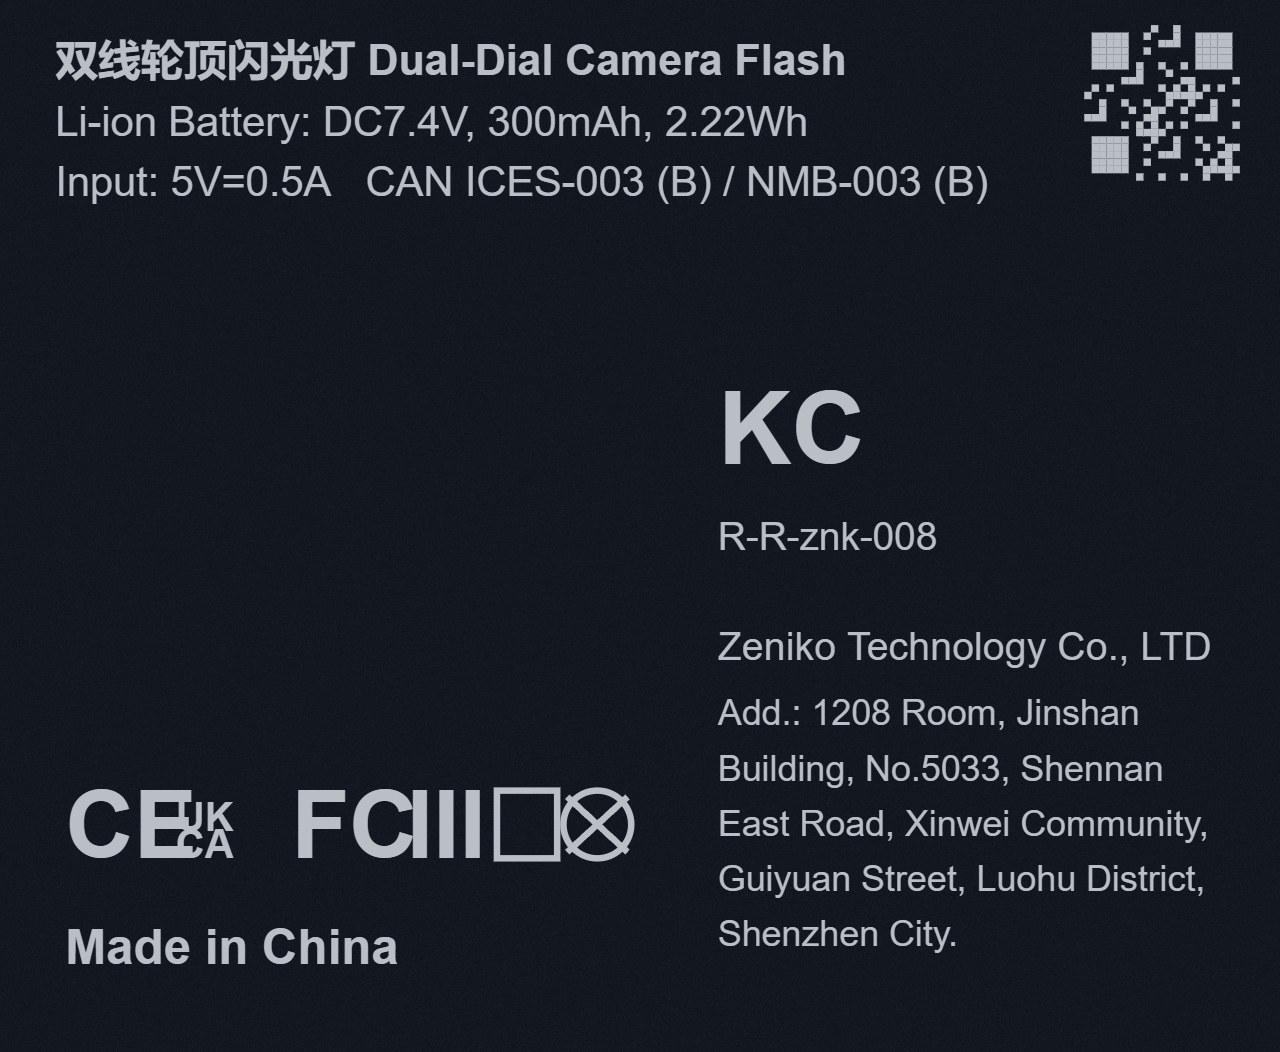 双线轮顶闪光灯 Dual-Dial Camera Flash
Li-ion Battery: DC7.4V, 300mAh, 2.22Wh
Input: 5V=0.5A CAN ICES-003 (B) / NMB-003 (B)
KC
R-R-znk-008
Zeniko Technology Co., LTD
Add.: 1208 Room, Jinshan
Building, No.5033, Shennan
East Road, Xinwei Community,
Guiyuan Street, Luohu District,
Shenzhen City.
CE UK CA FC III
Made in China